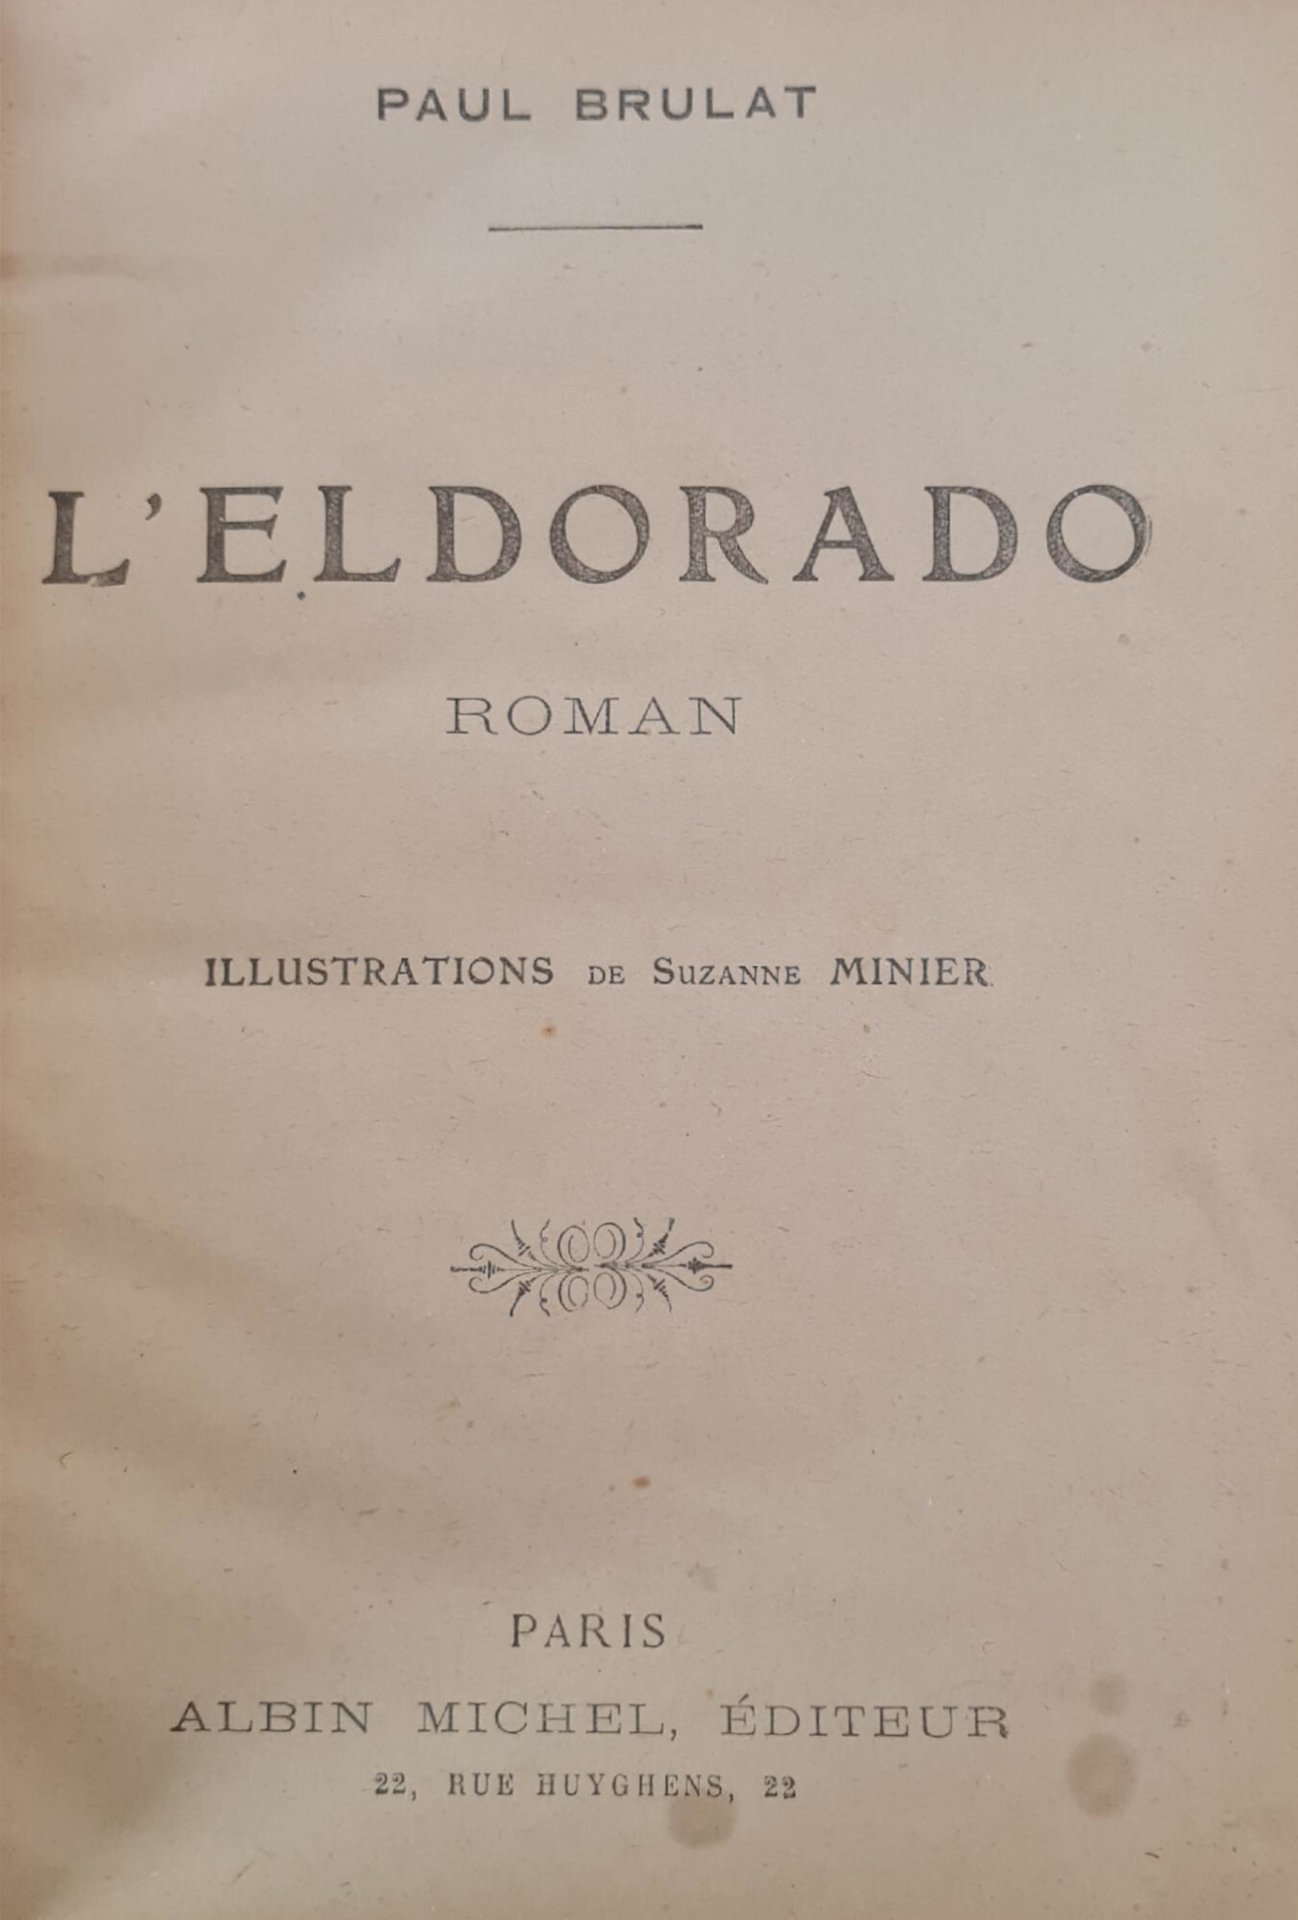 PAUL BRULAT
L'ELDORADO
ROMAN
ILLUSTRATIONS DE SUZANNE MINIER
PARIS
ALBIN MICHEL, ÉDITEUR
22, RUE HUYGHENS, 22